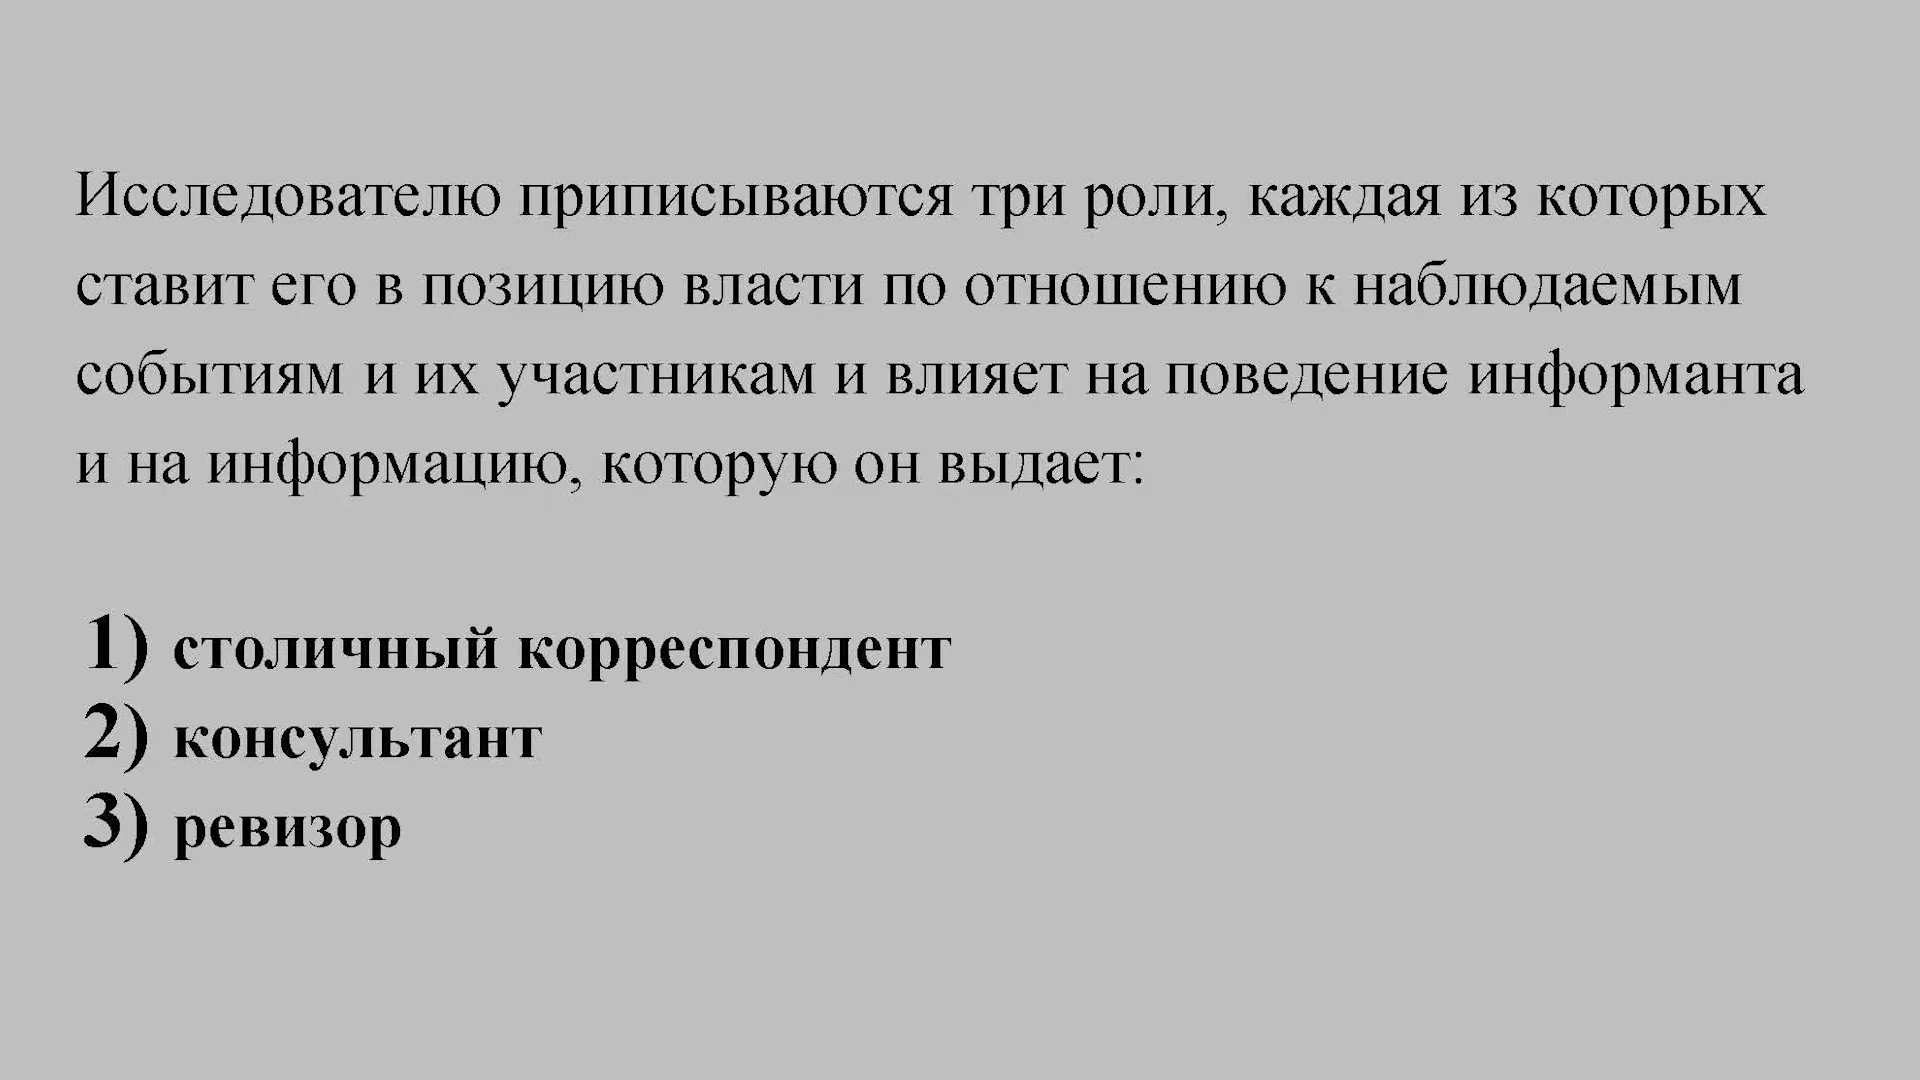 Исследователю приписываются три роли, каждая из которых
ставит его в позицию власти по отношению к наблюдаемым
событиям и их участникам и влияет на поведение информанта
и на информацию, которую он выдает:
1) столичный корреспондент
2) консультант
3) ревизор